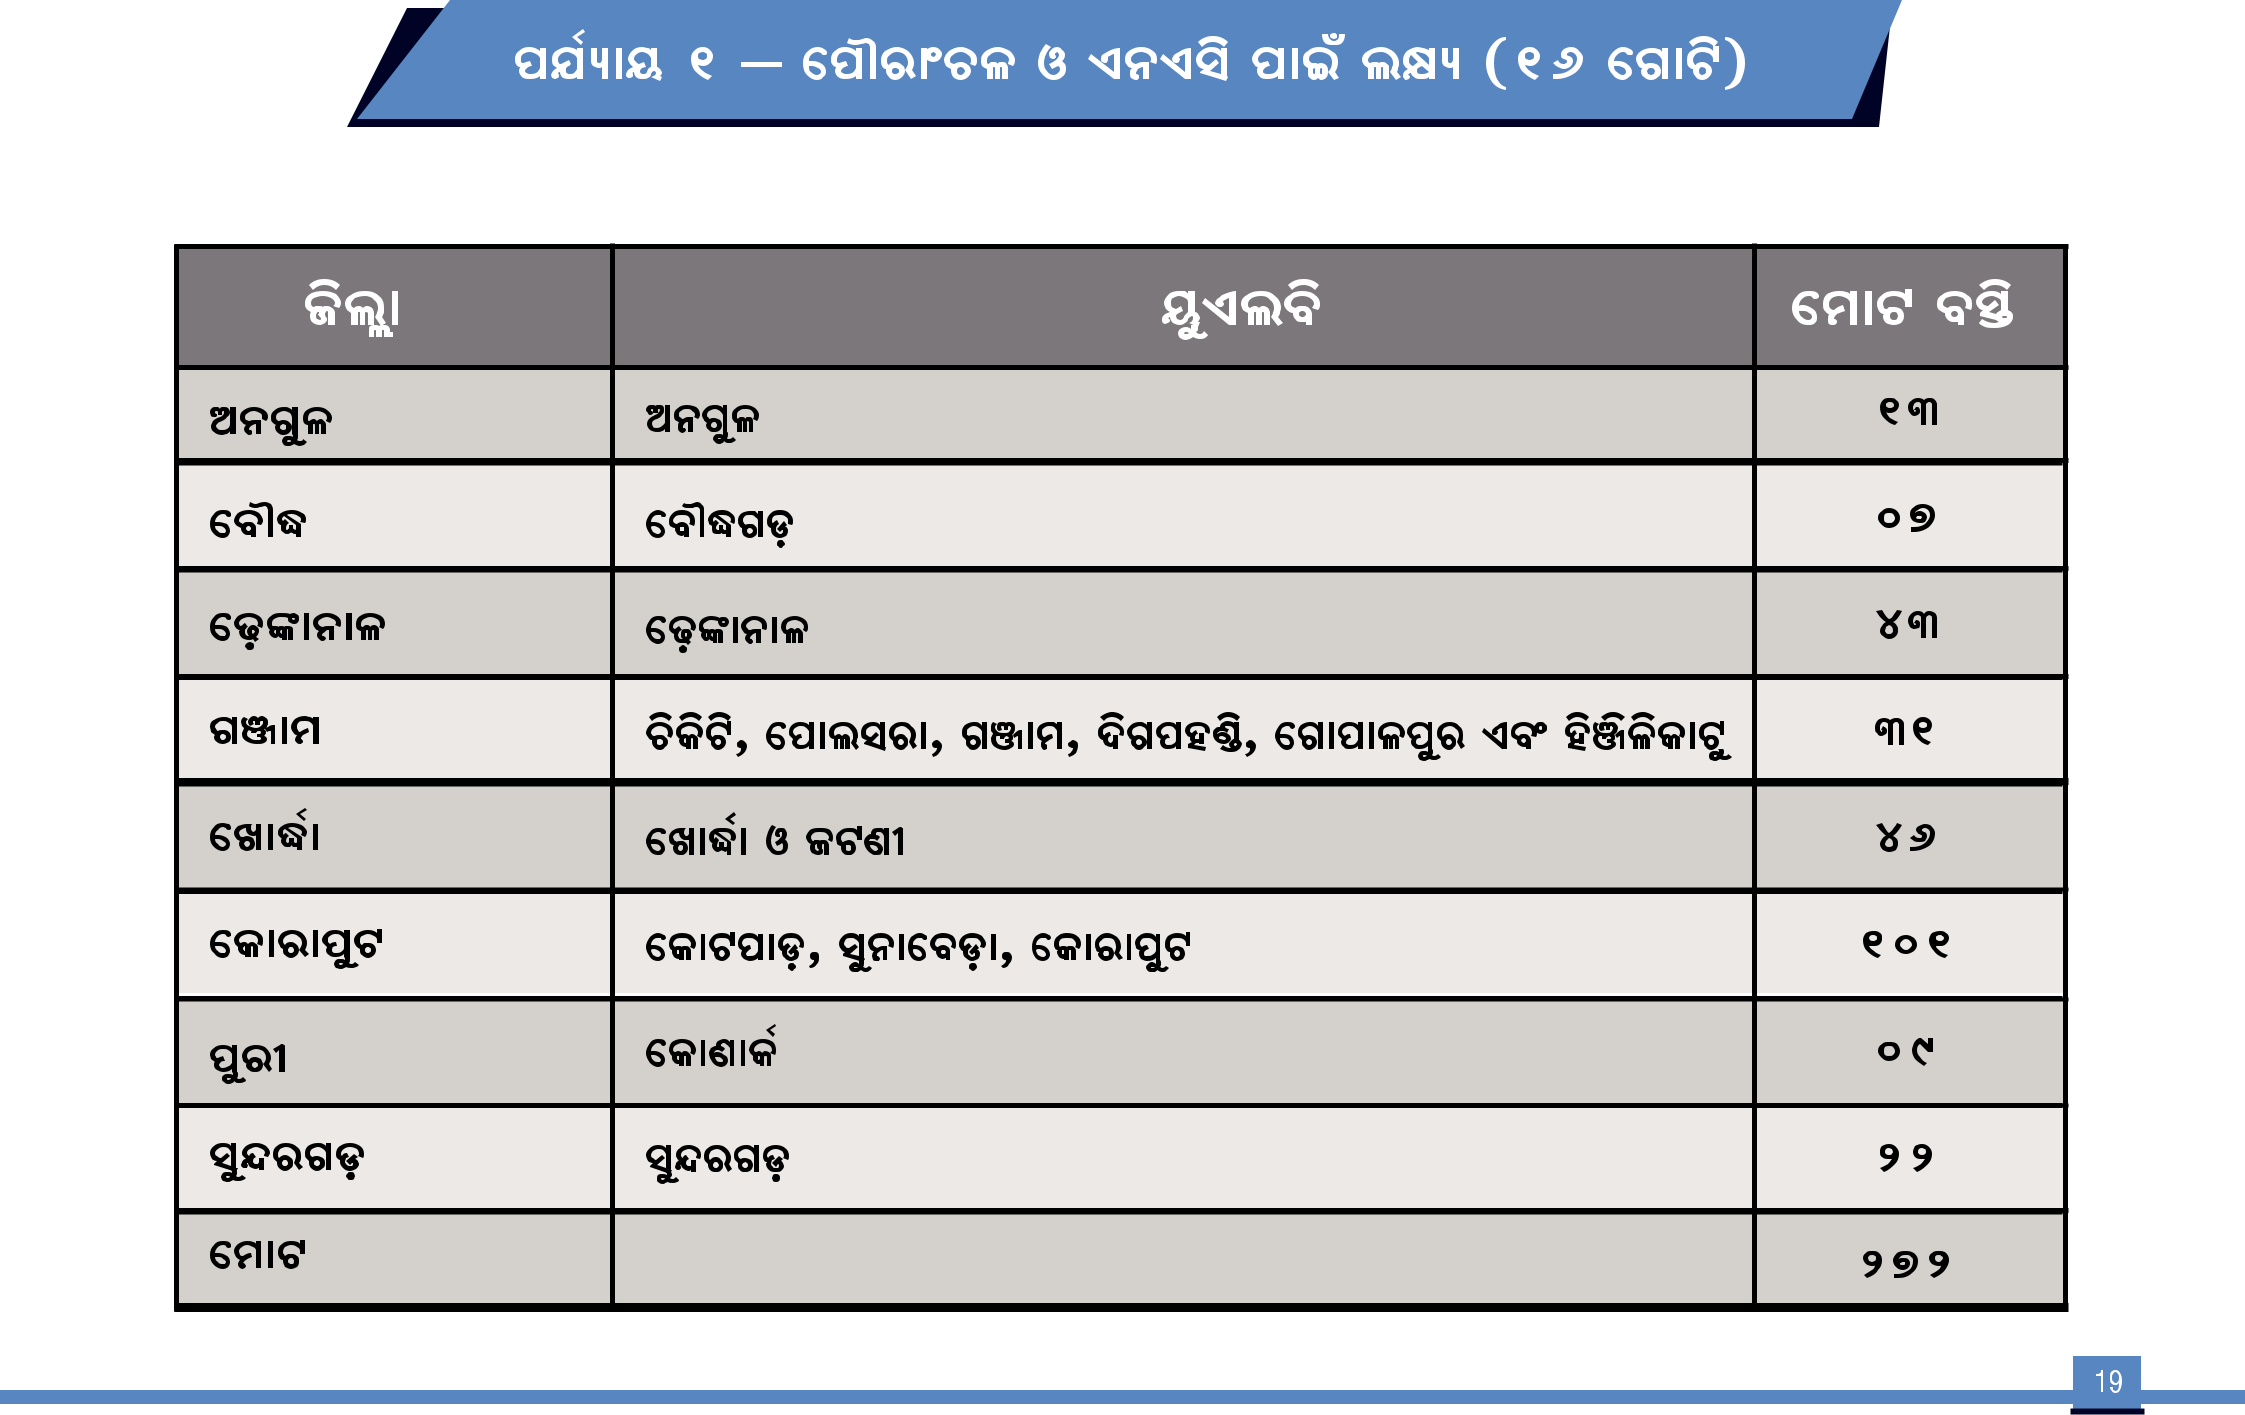 ପର୍ଯ୍ୟାୟ ୧ — ପୌରାଂଚଳ ଓ ଏନଏସି ପାଇଁ ଲକ୍ଷ୍ୟ (୧୬ ଗୋଟି)
ଜିଲ୍ଲା ୟୁଏଲବି ମୋଟ ବସ୍ତି
ଅନଗୁଳ ଅନଗୁଳ ୧୩
ବୌଦ୍ଧ ବୌଦ୍ଧଗଡ଼ ୦୭
ଢ଼େଙ୍କାନାଳ ଢ଼େଙ୍କାନାଳ ୪୩
ଗଞ୍ଜାମ ଚିକିଟି, ପୋଲସରା, ଗଞ୍ଜାମ, ଦିଗପହଣ୍ଡି, ଗୋପାଳପୁର ଏବଂ ହିଞ୍ଜିଳିକାଟୁ ୩୧
ଖୋର୍ଦ୍ଧା ଖୋର୍ଦ୍ଧା ଓ ଜଟଣୀ ୪୬
କୋରାପୁଟ କୋଟପାଡ଼, ସୁନାବେଡ଼ା, କୋରାପୁଟ ୧୦୧
ପୁରୀ କୋଣାର୍କ ୦୯
ସୁନ୍ଦରଗଡ଼ ସୁନ୍ଦରଗଡ଼ ୨୨
ମୋଟ ୨୭୨
19